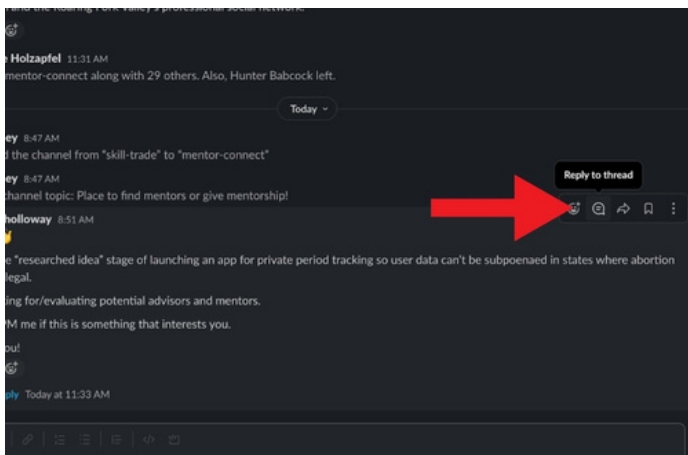 and the Roaring Fork Valley's professional social network.
Holzapfel 11:31 AM
mentor-connect along with 29 others. Also, Hunter Babcock left.
Today
ey 8:47 AM
d the channel from "skill-trade" to "mentor-connect"
ey 8:47 AM
channel topic: Place to find mentors or give mentorship!
Reply to thread
holloway 8:51 AM
e "researched idea" stage of launching an app for private period tracking so user data can't be subpoenaed in states where abortion
legal.
ing for/evaluating potential advisors and mentors.
PM me if this is something that interests you.
ou!
ply Today at 11:33 AM